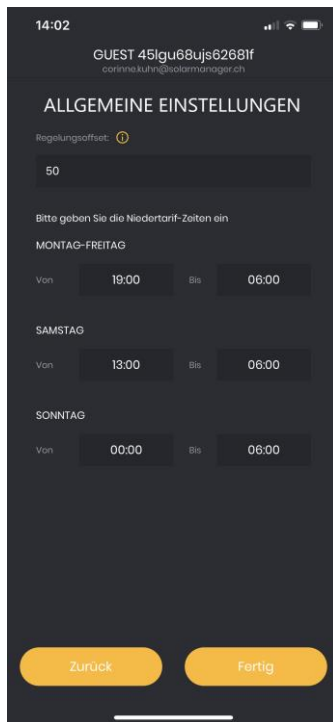 14:02
GUEST 45lgu68ujs62681f
corinne.kuhn@solarmanager.ch
ALLGEMEINE EINSTELLUNGEN
Regelungsoffset: i
50
Bitte geben Sie die Niedertarif-Zeiten ein
MONTAG-FREITAG
Von 19:00 Bis 06:00
SAMSTAG
Von 13:00 Bis 06:00
SONNTAG
Von 00:00 Bis 06:00
Zurück Fertig